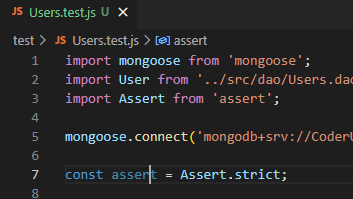 JS Users.test.js U ×
test > JS Users.test.js > assert
1 import mongoose from 'mongoose';
2 import User from '../src/dao/Users.dao
3 import Assert from 'assert';
4
5 mongoose.connect('mongodb+srv://CoderU
6
7 const assert = Assert.strict;
8